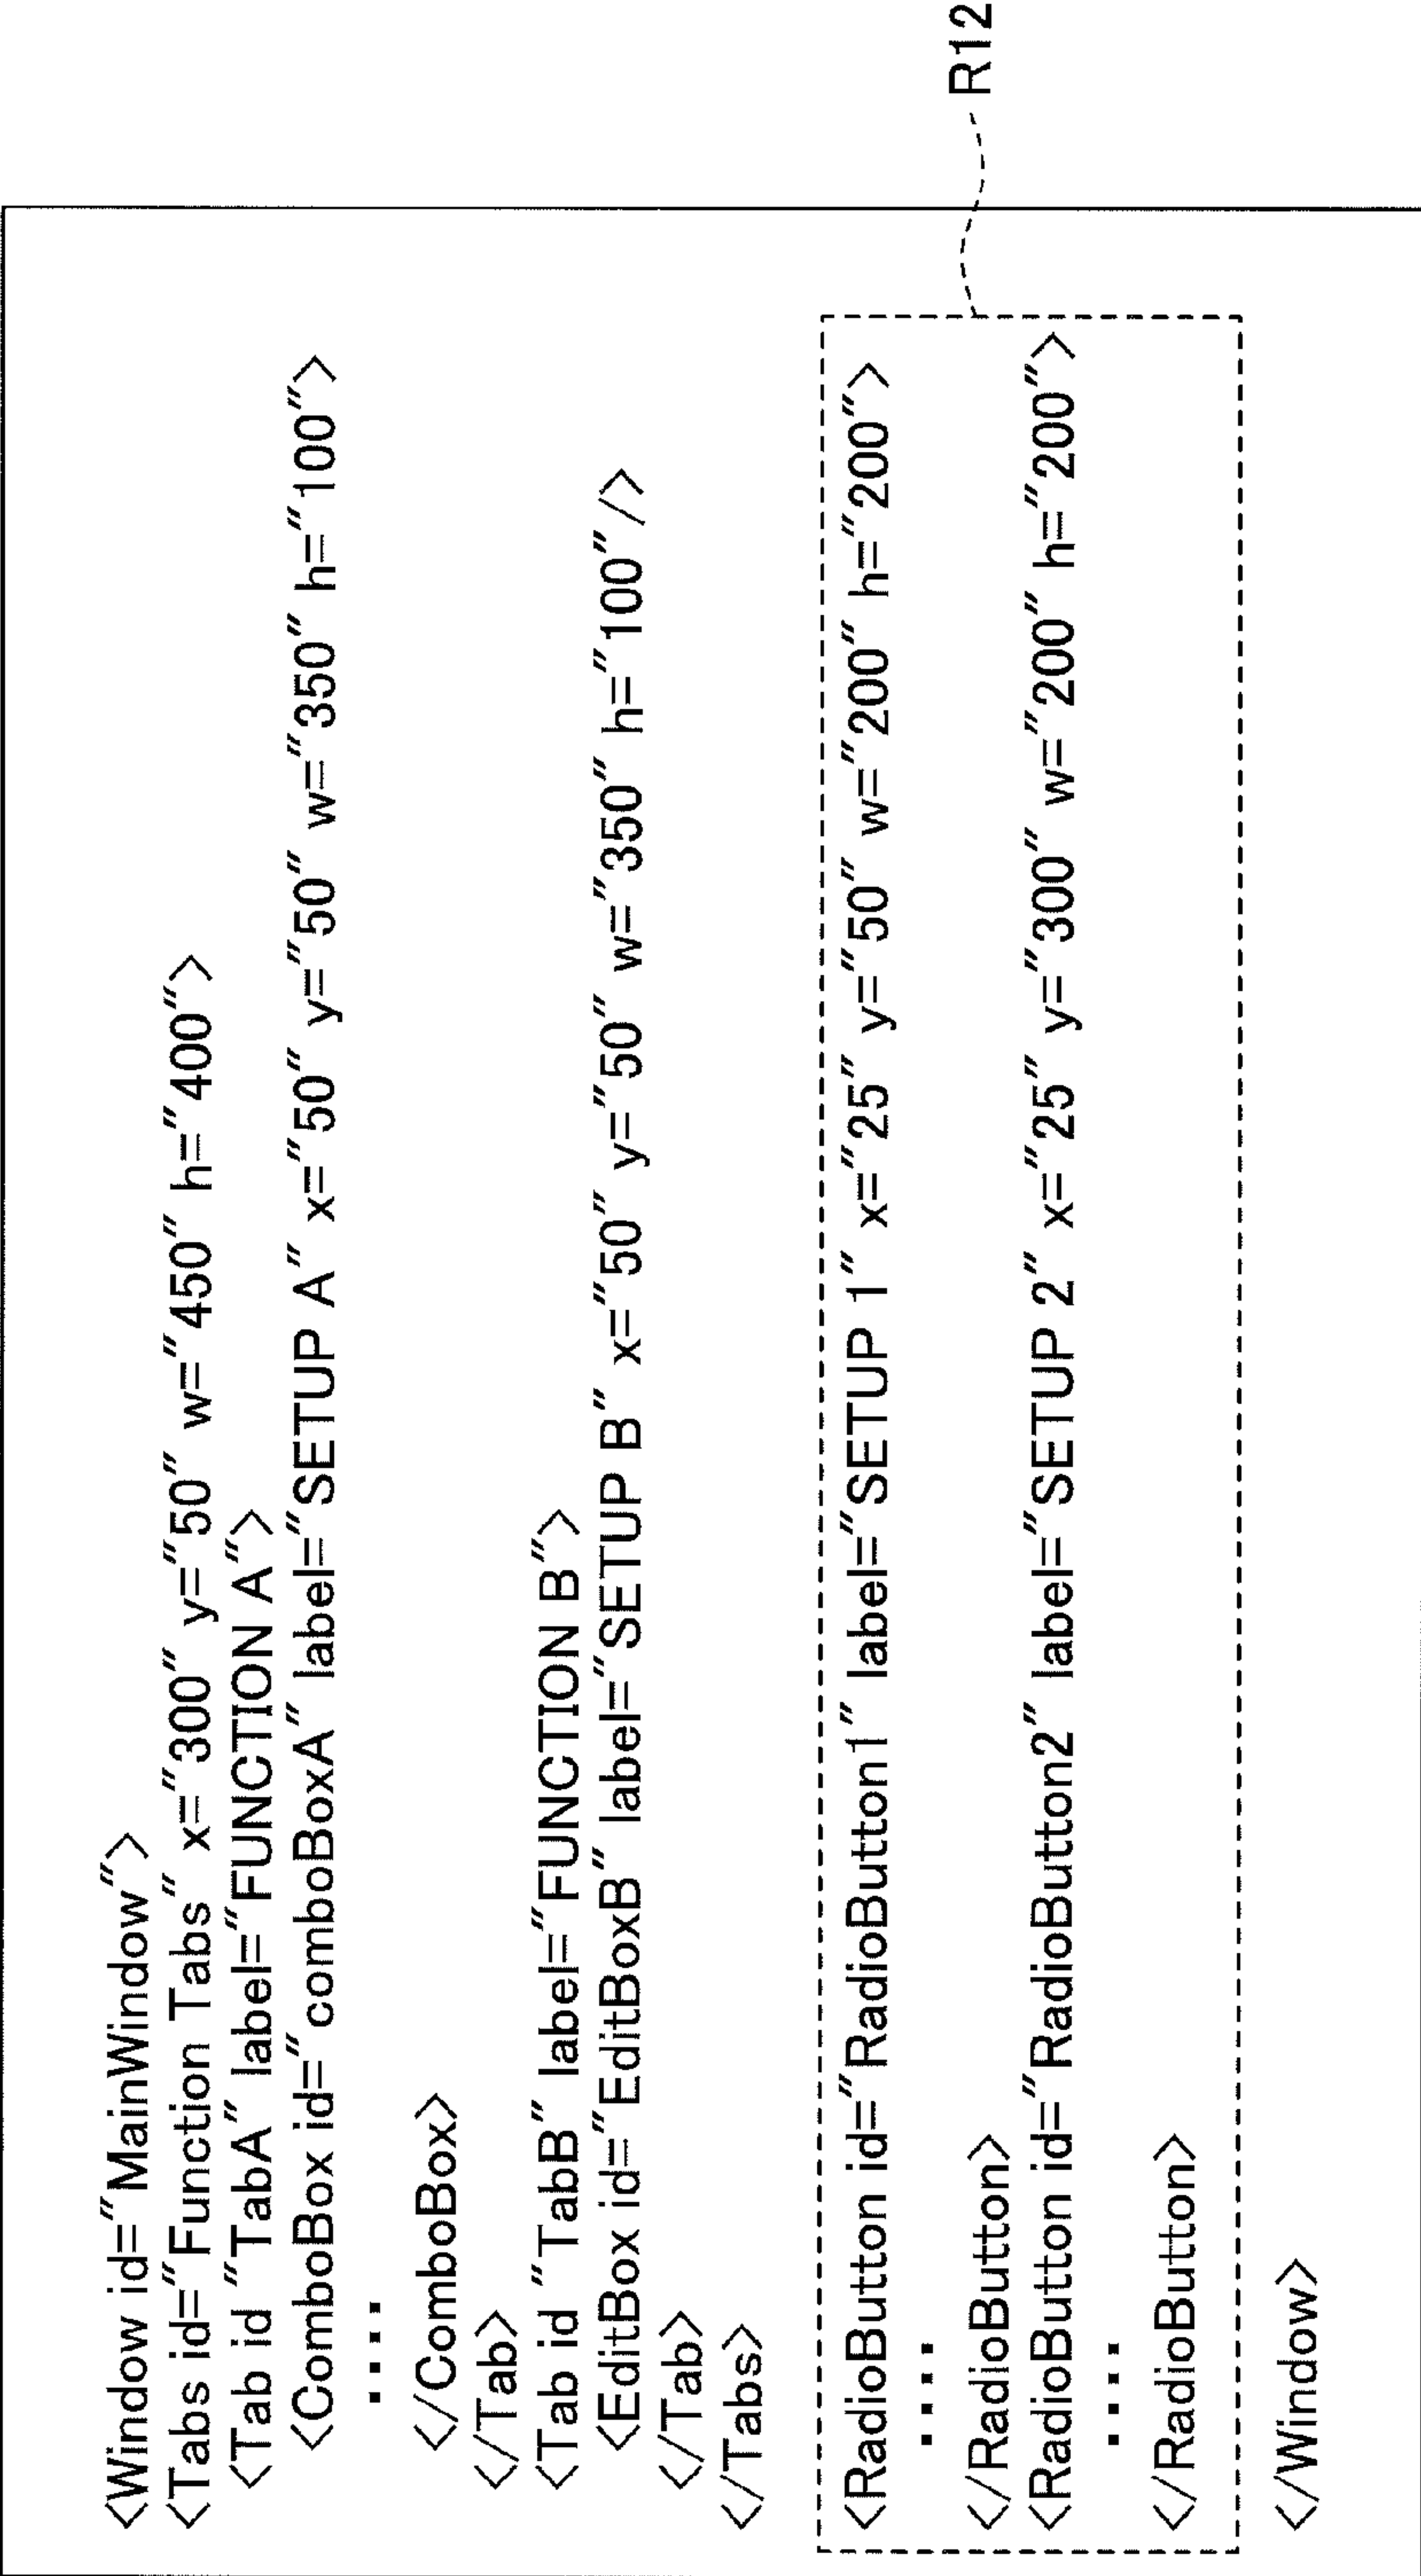 <Window id="MainWindow">
<Tabs id="Function Tabs" x="300" y="50" w="450" h="400">
<Tab id "TabA" label="FUNCTION A">
<ComboBox id="comboBoxA" label="SETUP A" x="50" y="50" w="350" h="100">
....
</ComboBox>
</Tab>
<Tab id "TabB" label="FUNCTION B">
<EditBox id="EditBoxB" label="SETUP B" x="50" y="50" w="350" h="100"/>
</Tab>
</Tabs>
<RadioButton id="RadioButton1" label="SETUP 1" x="25" y="50" w="200" h="200">
....
</RadioButton>
<RadioButton id="RadioButton2" label="SETUP 2" x="25" y="300" w="200" h="200">
....
</RadioButton>
</Window>
R12